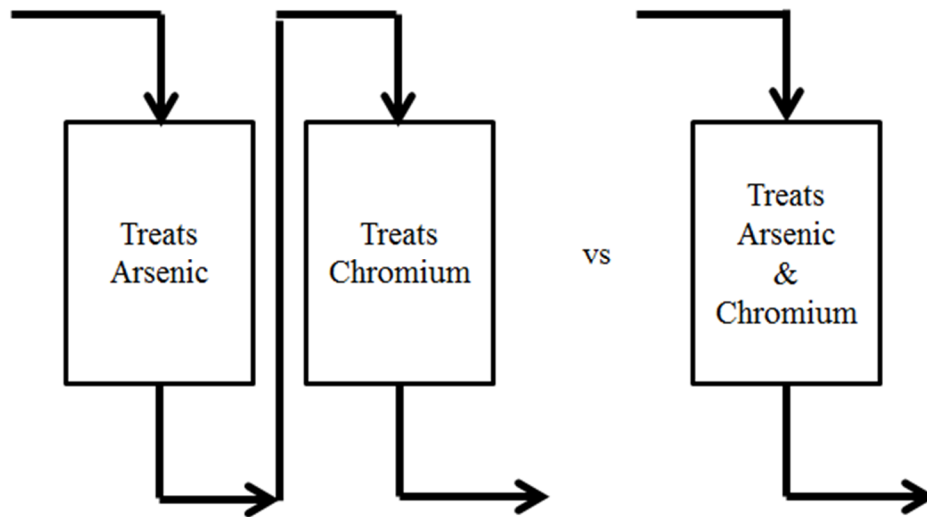 Treats
Arsenic
Treats
Chromium
vs
Treats
Arsenic
&
Chromium